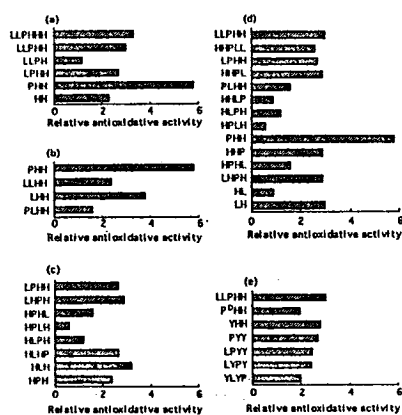 (a)
LLPHHH
LLPHH
LLPH
LPHH
PHH
HH
0 2 4 6
Relative antioxidative activity
(b)
PHH
LLHH
LHH
PLHH
0 2 4 6
Relative antioxidative activity
(c)
LPHH
LHPH
HPHL
HPLH
HLPH
HLHP
HLH
HPH
0 2 4 6
Relative antioxidative activity
(d)
LLPHH
HHPLL
LPHH
HHPL
PLHH
HHLP
HLPH
HPLH
PHH
HHP
HPHL
LHPH
HL
LH
0 2 4 6
Relative antioxidative activity
(e)
LLPHH
PᴰHH
YHH
PYY
LPYY
LYPY
YLYP
0 2 4 6
Relative antioxidative activity